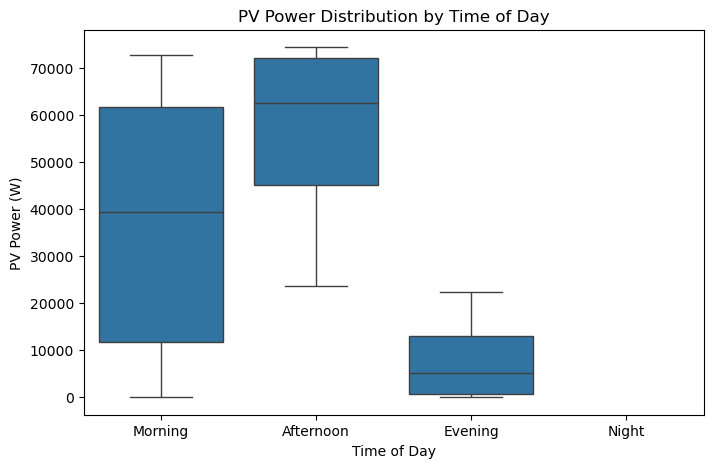 PV Power Distribution by Time of Day
PV Power (W)
70000
60000
50000
40000
30000
20000
10000
0
Morning Afternoon Evening Night
Time of Day